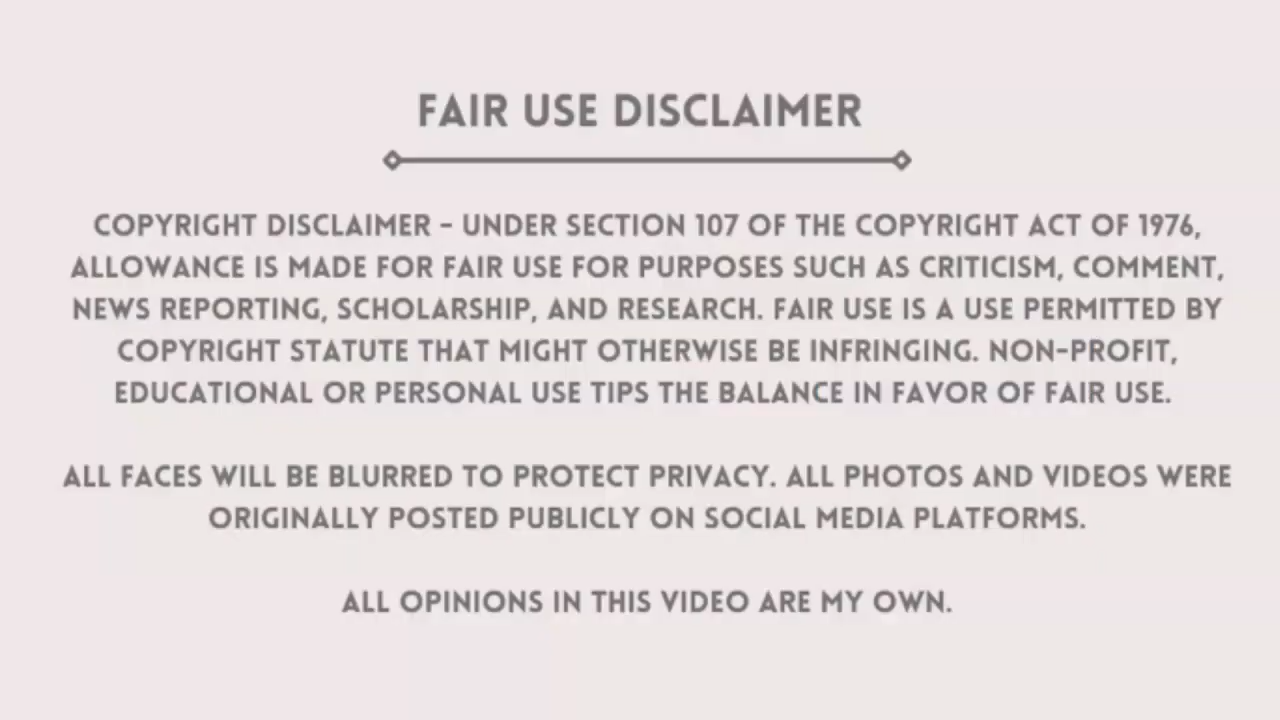 FAIR USE DISCLAIMER
COPYRIGHT DISCLAIMER - UNDER SECTION 107 OF THE COPYRIGHT ACT OF 1976,
ALLOWANCE IS MADE FOR FAIR USE FOR PURPOSES SUCH AS CRITICISM, COMMENT,
NEWS REPORTING, SCHOLARSHIP, AND RESEARCH. FAIR USE IS A USE PERMITTED BY
COPYRIGHT STATUTE THAT MIGHT OTHERWISE BE INFRINGING. NON-PROFIT,
EDUCATIONAL OR PERSONAL USE TIPS THE BALANCE IN FAVOR OF FAIR USE.
ALL FACES WILL BE BLURRED TO PROTECT PRIVACY. ALL PHOTOS AND VIDEOS WERE
ORIGINALLY POSTED PUBLICLY ON SOCIAL MEDIA PLATFORMS.
ALL OPINIONS IN THIS VIDEO ARE MY OWN.